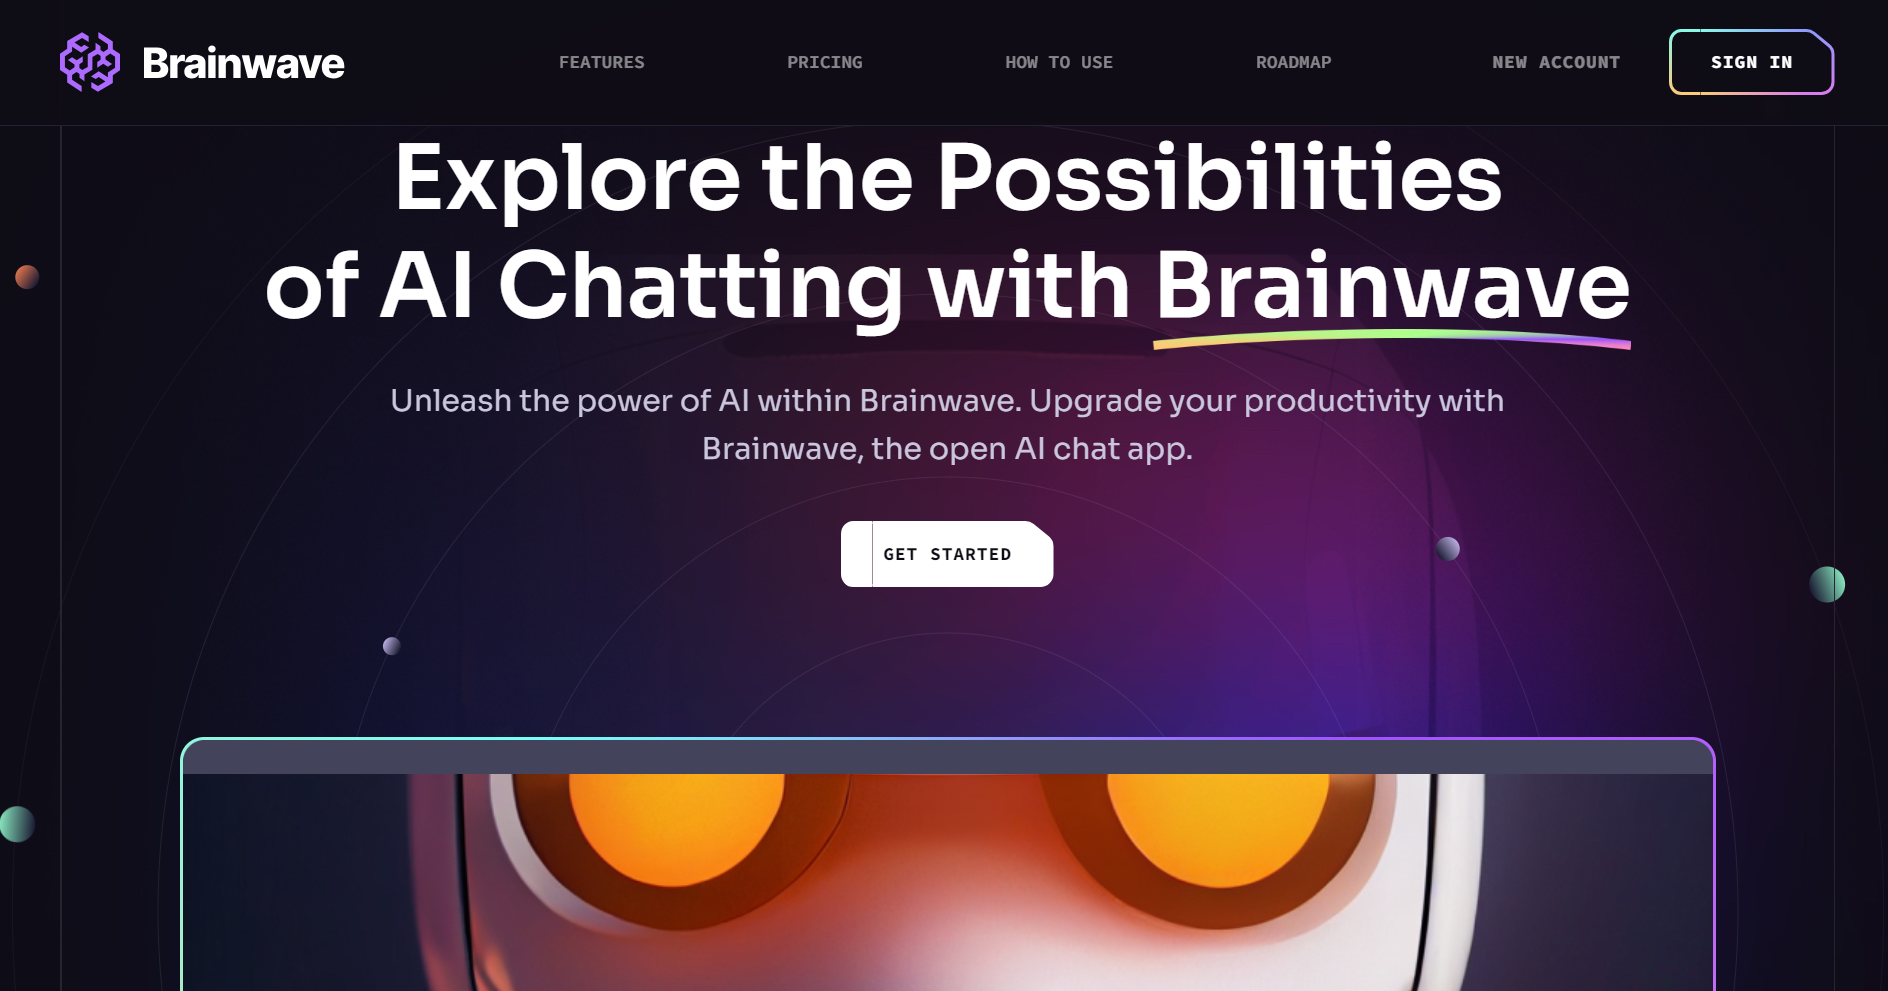 Brainwave
FEATURES
PRICING
HOW TO USE
ROADMAP
NEW ACCOUNT
SIGN IN
Explore the Possibilities
of AI Chatting with Brainwave
Unleash the power of AI within Brainwave. Upgrade your productivity with
Brainwave, the open AI chat app.
GET STARTED